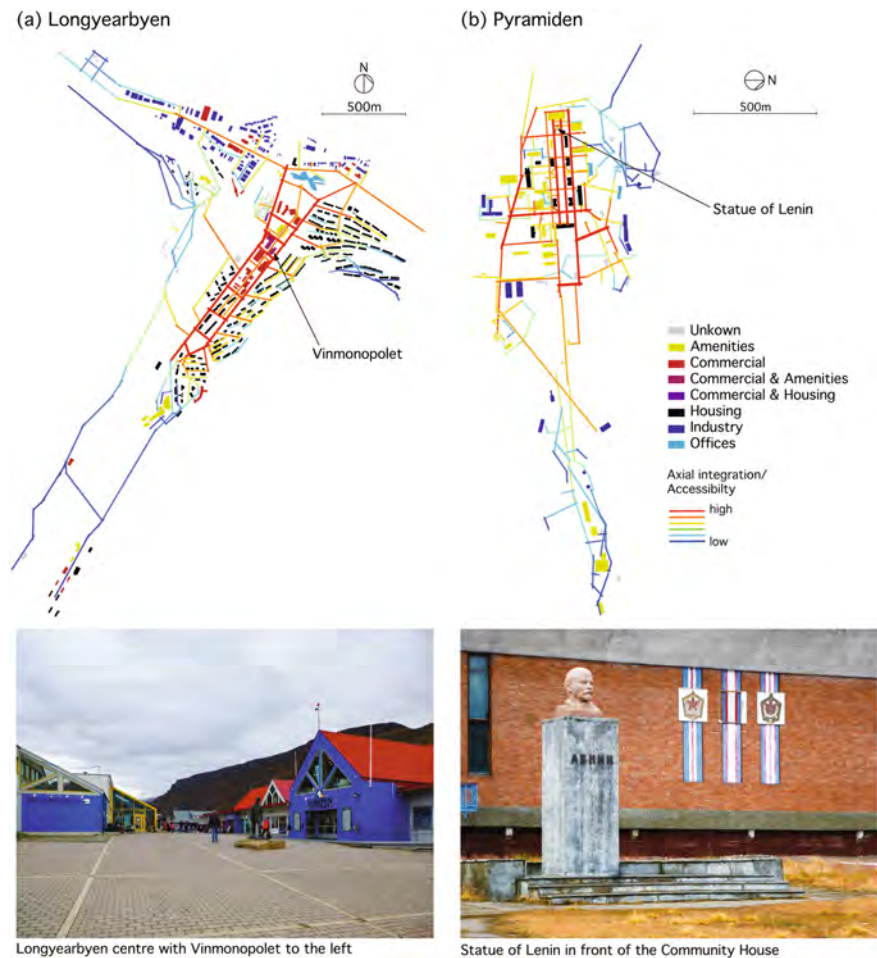 (a) Longyearbyen
(b) Pyramiden
N
500m
N
500m
Statue of Lenin
Vinmonopolet
Unkown
Amenities
Commercial
Commercial & Amenities
Commercial & Housing
Housing
Industry
Offices
Axial integration/
Accessibilty
high
low
Longyearbyen centre with Vinmonopolet to the left
Statue of Lenin in front of the Community House